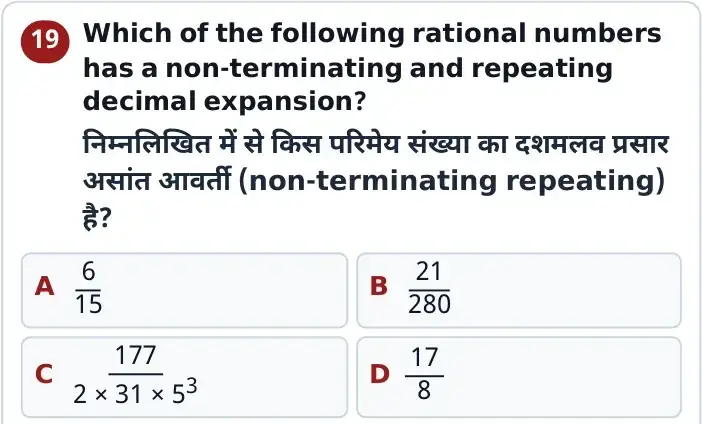 19 Which of the following rational numbers
has a non-terminating and repeating
decimal expansion?
निम्नलिखित में से किस परिमेय संख्या का दशमलव प्रसार
असांत आवर्ती (non-terminating repeating)
है?
A 6/15
B 21/280
C 177/2 × 31 × 5³
D 17/8